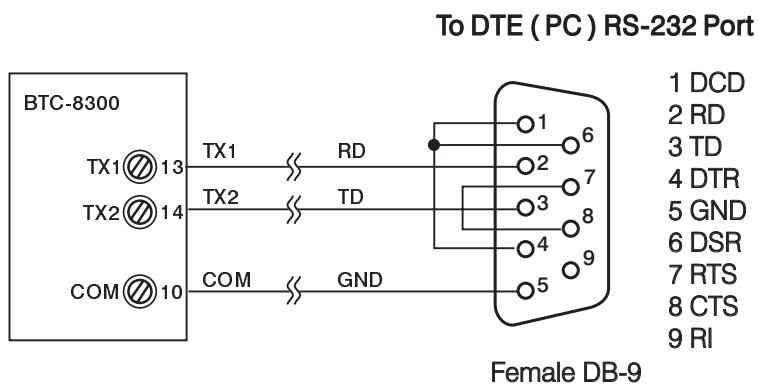 To DTE ( PC ) RS-232 Port
BTC-8300
TX1 13 TX1 RD
TX2 14 TX2 TD
COM 10 COM GND
1
2
3
4
5
6
7
8
9
1 DCD
2 RD
3 TD
4 DTR
5 GND
6 DSR
7 RTS
8 CTS
9 RI
Female DB-9